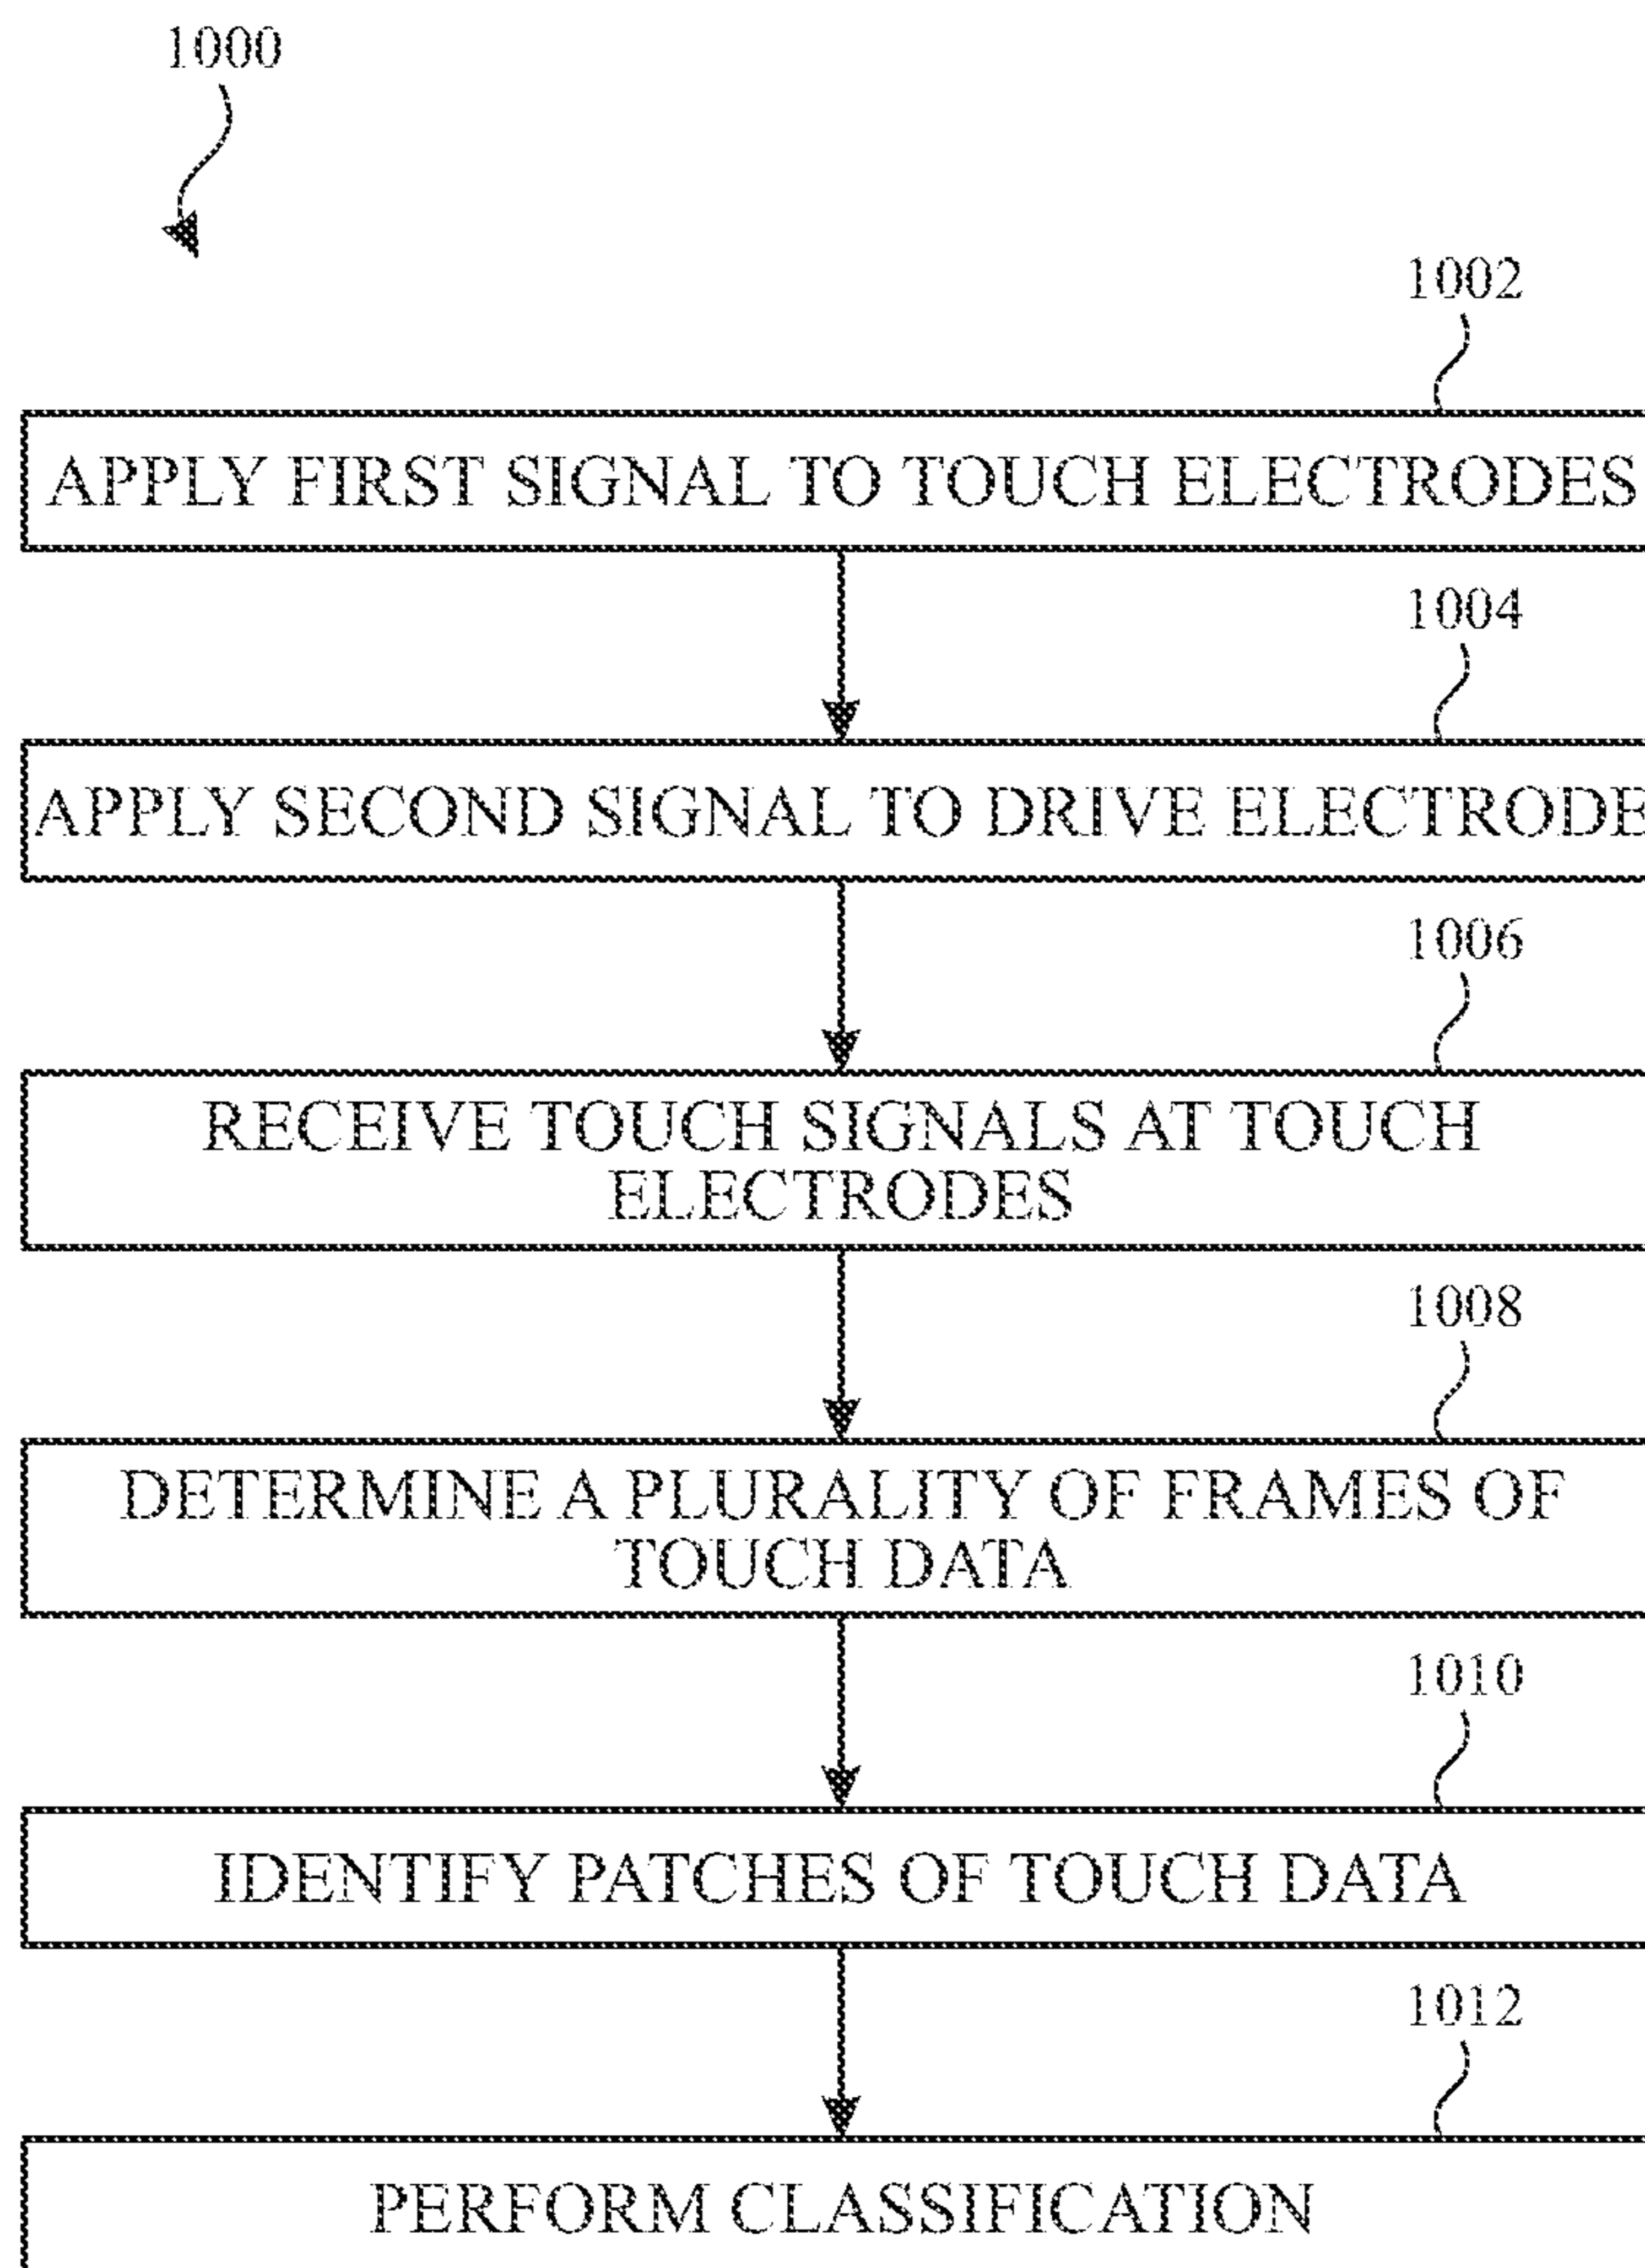 1000
1002
APPLY FIRST SIGNAL TO TOUCH ELECTRODES
1004
APPLY SECOND SIGNAL TO DRIVE ELECTRODE
1006
RECEIVE TOUCH SIGNALS AT TOUCH
ELECTRODES
1008
DETERMINE A PLURALITY OF FRAMES OF
TOUCH DATA
1010
IDENTIFY PATCHES OF TOUCH DATA
1012
PERFORM CLASSIFICATION